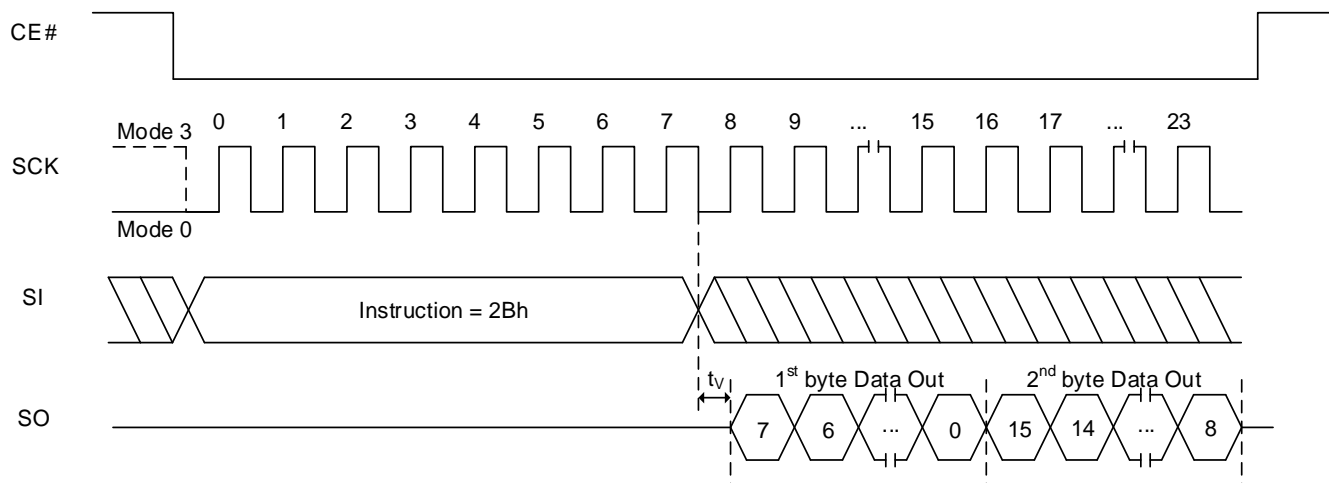 CE#
0 1 2 3 4 5 6 7 8 9 ... 15 16 17 ... 23
Mode 3
SCK
Mode 0
SI
Instruction = 2Bh
tV 1st byte Data Out 2nd byte Data Out
SO
7 6 ... 0 15 14 ... 8